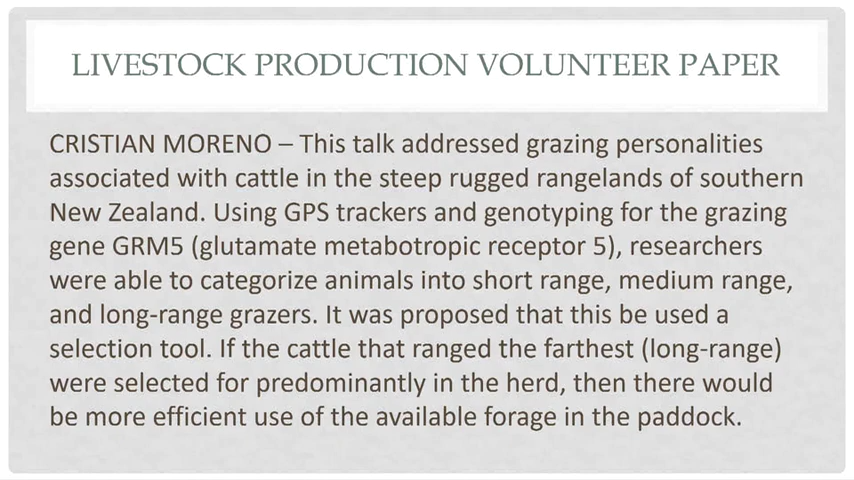 LIVESTOCK PRODUCTION VOLUNTEER PAPER
CRISTIAN MORENO – This talk addressed grazing personalities
associated with cattle in the steep rugged rangelands of southern
New Zealand. Using GPS trackers and genotyping for the grazing
gene GRM5 (glutamate metabotropic receptor 5), researchers
were able to categorize animals into short range, medium range,
and long-range grazers. It was proposed that this be used a
selection tool. If the cattle that ranged the farthest (long-range)
were selected for predominantly in the herd, then there would
be more efficient use of the available forage in the paddock.